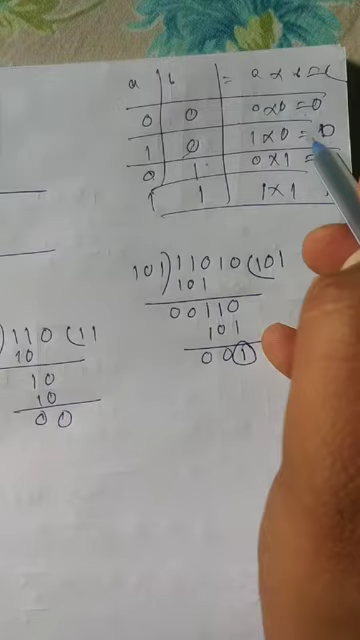 a b = a x b =
0 0 0x0 = 0
1 0 1x0 = 0
0 1 0x1 =
1 1 1x1
101) 11010 (101
101
00110
101
001
) 110 (11
10
10
10
00